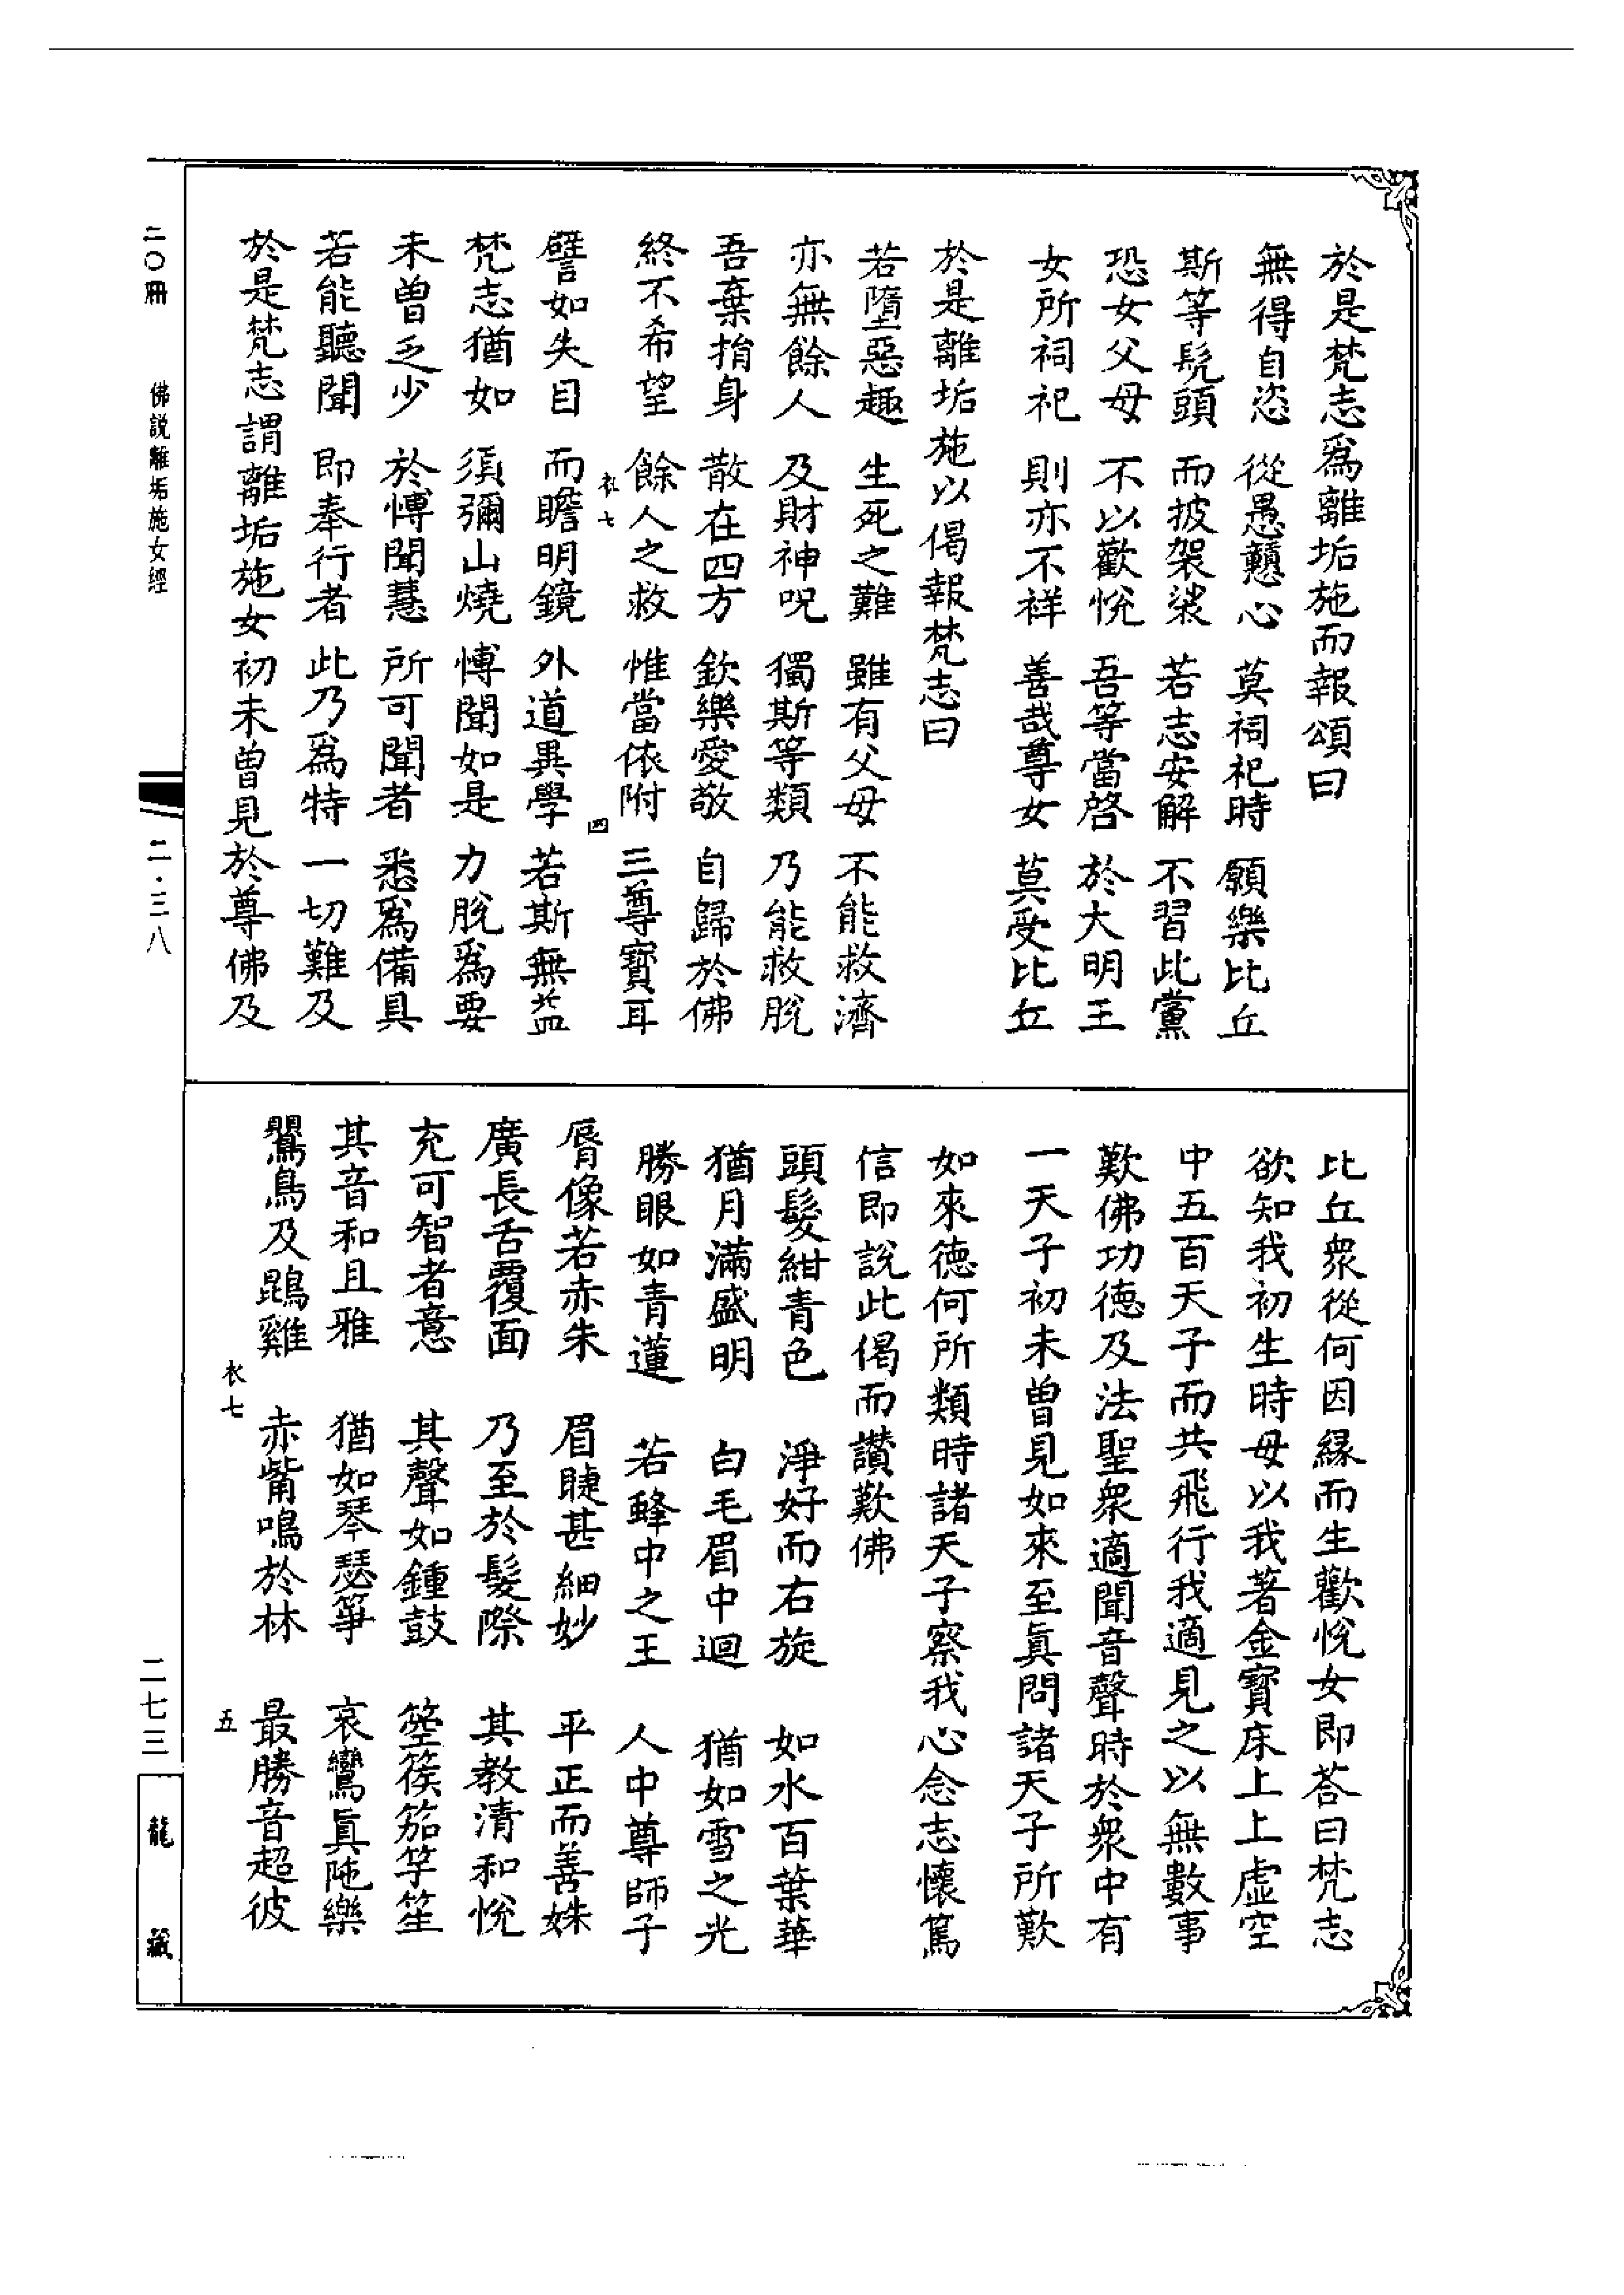 於是梵志爲離垢施而報頌曰
無得自恣 從愚戇心 莫祠祀時 願樂比丘
斯等髠頭 而披袈裟 若志安解 不習此黨
恐女父母 不以歡悅 吾等當啓 於大明王
女所祠祀 則亦不祥 善哉尊女 莫受比丘
於是離垢施以偈報梵志曰
若墮惡趣 生死之難 雖有父母 不能救濟
亦無餘人 及財神呪 獨斯等類 乃能救脫
吾棄捐身 散在四方 欽樂愛敬 自歸於佛
終不希望 餘人之救 惟當依附 三尊寶耳
衣七 四
譬如失目 而瞻明鏡 外道異學 若斯無益
梵志猶如 須彌山燒 博聞如是 力脫爲要
未曾乏少 於博聞慧 所可聞者 悉爲備具
若能聽聞 即奉行者 此乃爲特 一切難及
於是梵志謂離垢施女初未曾見於尊佛及
比丘衆從何因緣而生歡悅女即荅曰梵志
欲知我初生時母以我著金寶床上上虛空
中五百天子而共飛行我適見之以無數事
歎佛功德及法聖衆適聞音聲時於衆中有
一天子初未曾見如來至眞問諸天子所歎
如來德何所類時諸天子察我心念志懷篤
信即說此偈而讚歎佛
頭髮紺青色 淨好而右旋 如水百葉華
猶月滿盛明 白毛眉中迴 猶如雪之光
勝眼如青蓮 若蜂中之王 人中尊師子
脣像若赤朱 眉睫甚細妙 平正而善姝
廣長舌覆面 乃至於髮際 其教清和悅
充可智者意 其聲如鍾鼓 箜篌笳竽笙
其音和且雅 猶如琴瑟箏 哀鸞眞陁樂
鸎鳥及鵾雞 赤觜鳴於林 最勝音超彼
衣七 五
二〇冊 佛説離垢施女經 二·三八 二七三 龍藏